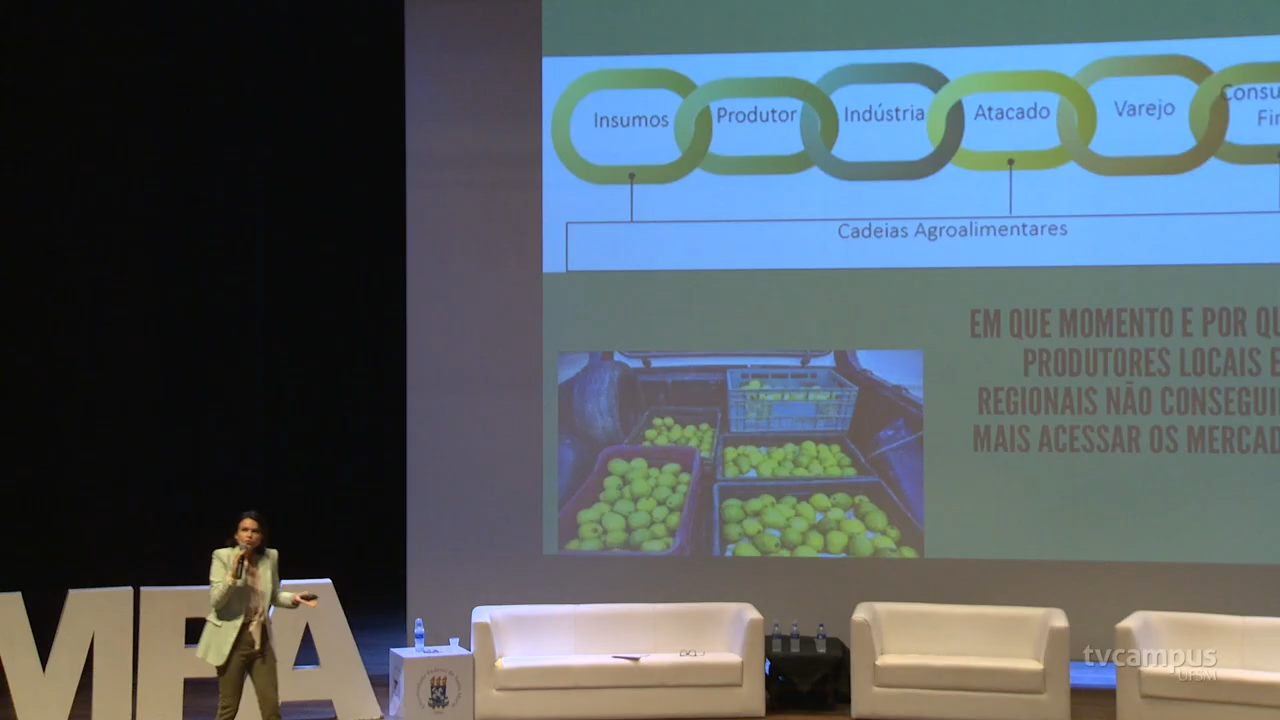 Insumos
Produtor
Indústria
Atacado
Varejo
Cadeias Agroalimentares
EM QUE MOMENTO E POR
PRODUTORES LOCAIS E
REGIONAIS NÃO
MAIS ACESSAR OS
tvcampus
UFSM